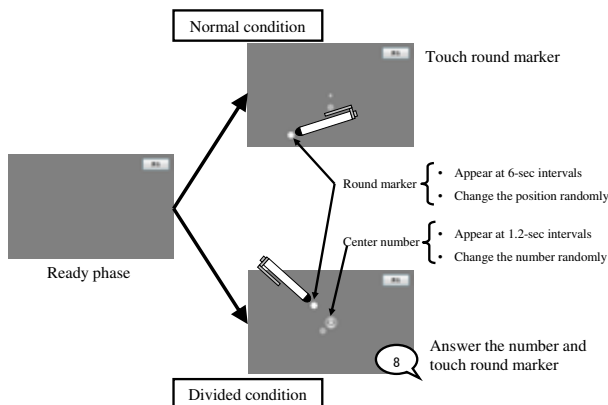 Normal condition
Touch round marker
Round marker
• Appear at 6-sec intervals
• Change the position randomly
Center number
• Appear at 1.2-sec intervals
• Change the number randomly
Ready phase
8
Answer the number and
touch round marker
Divided condition